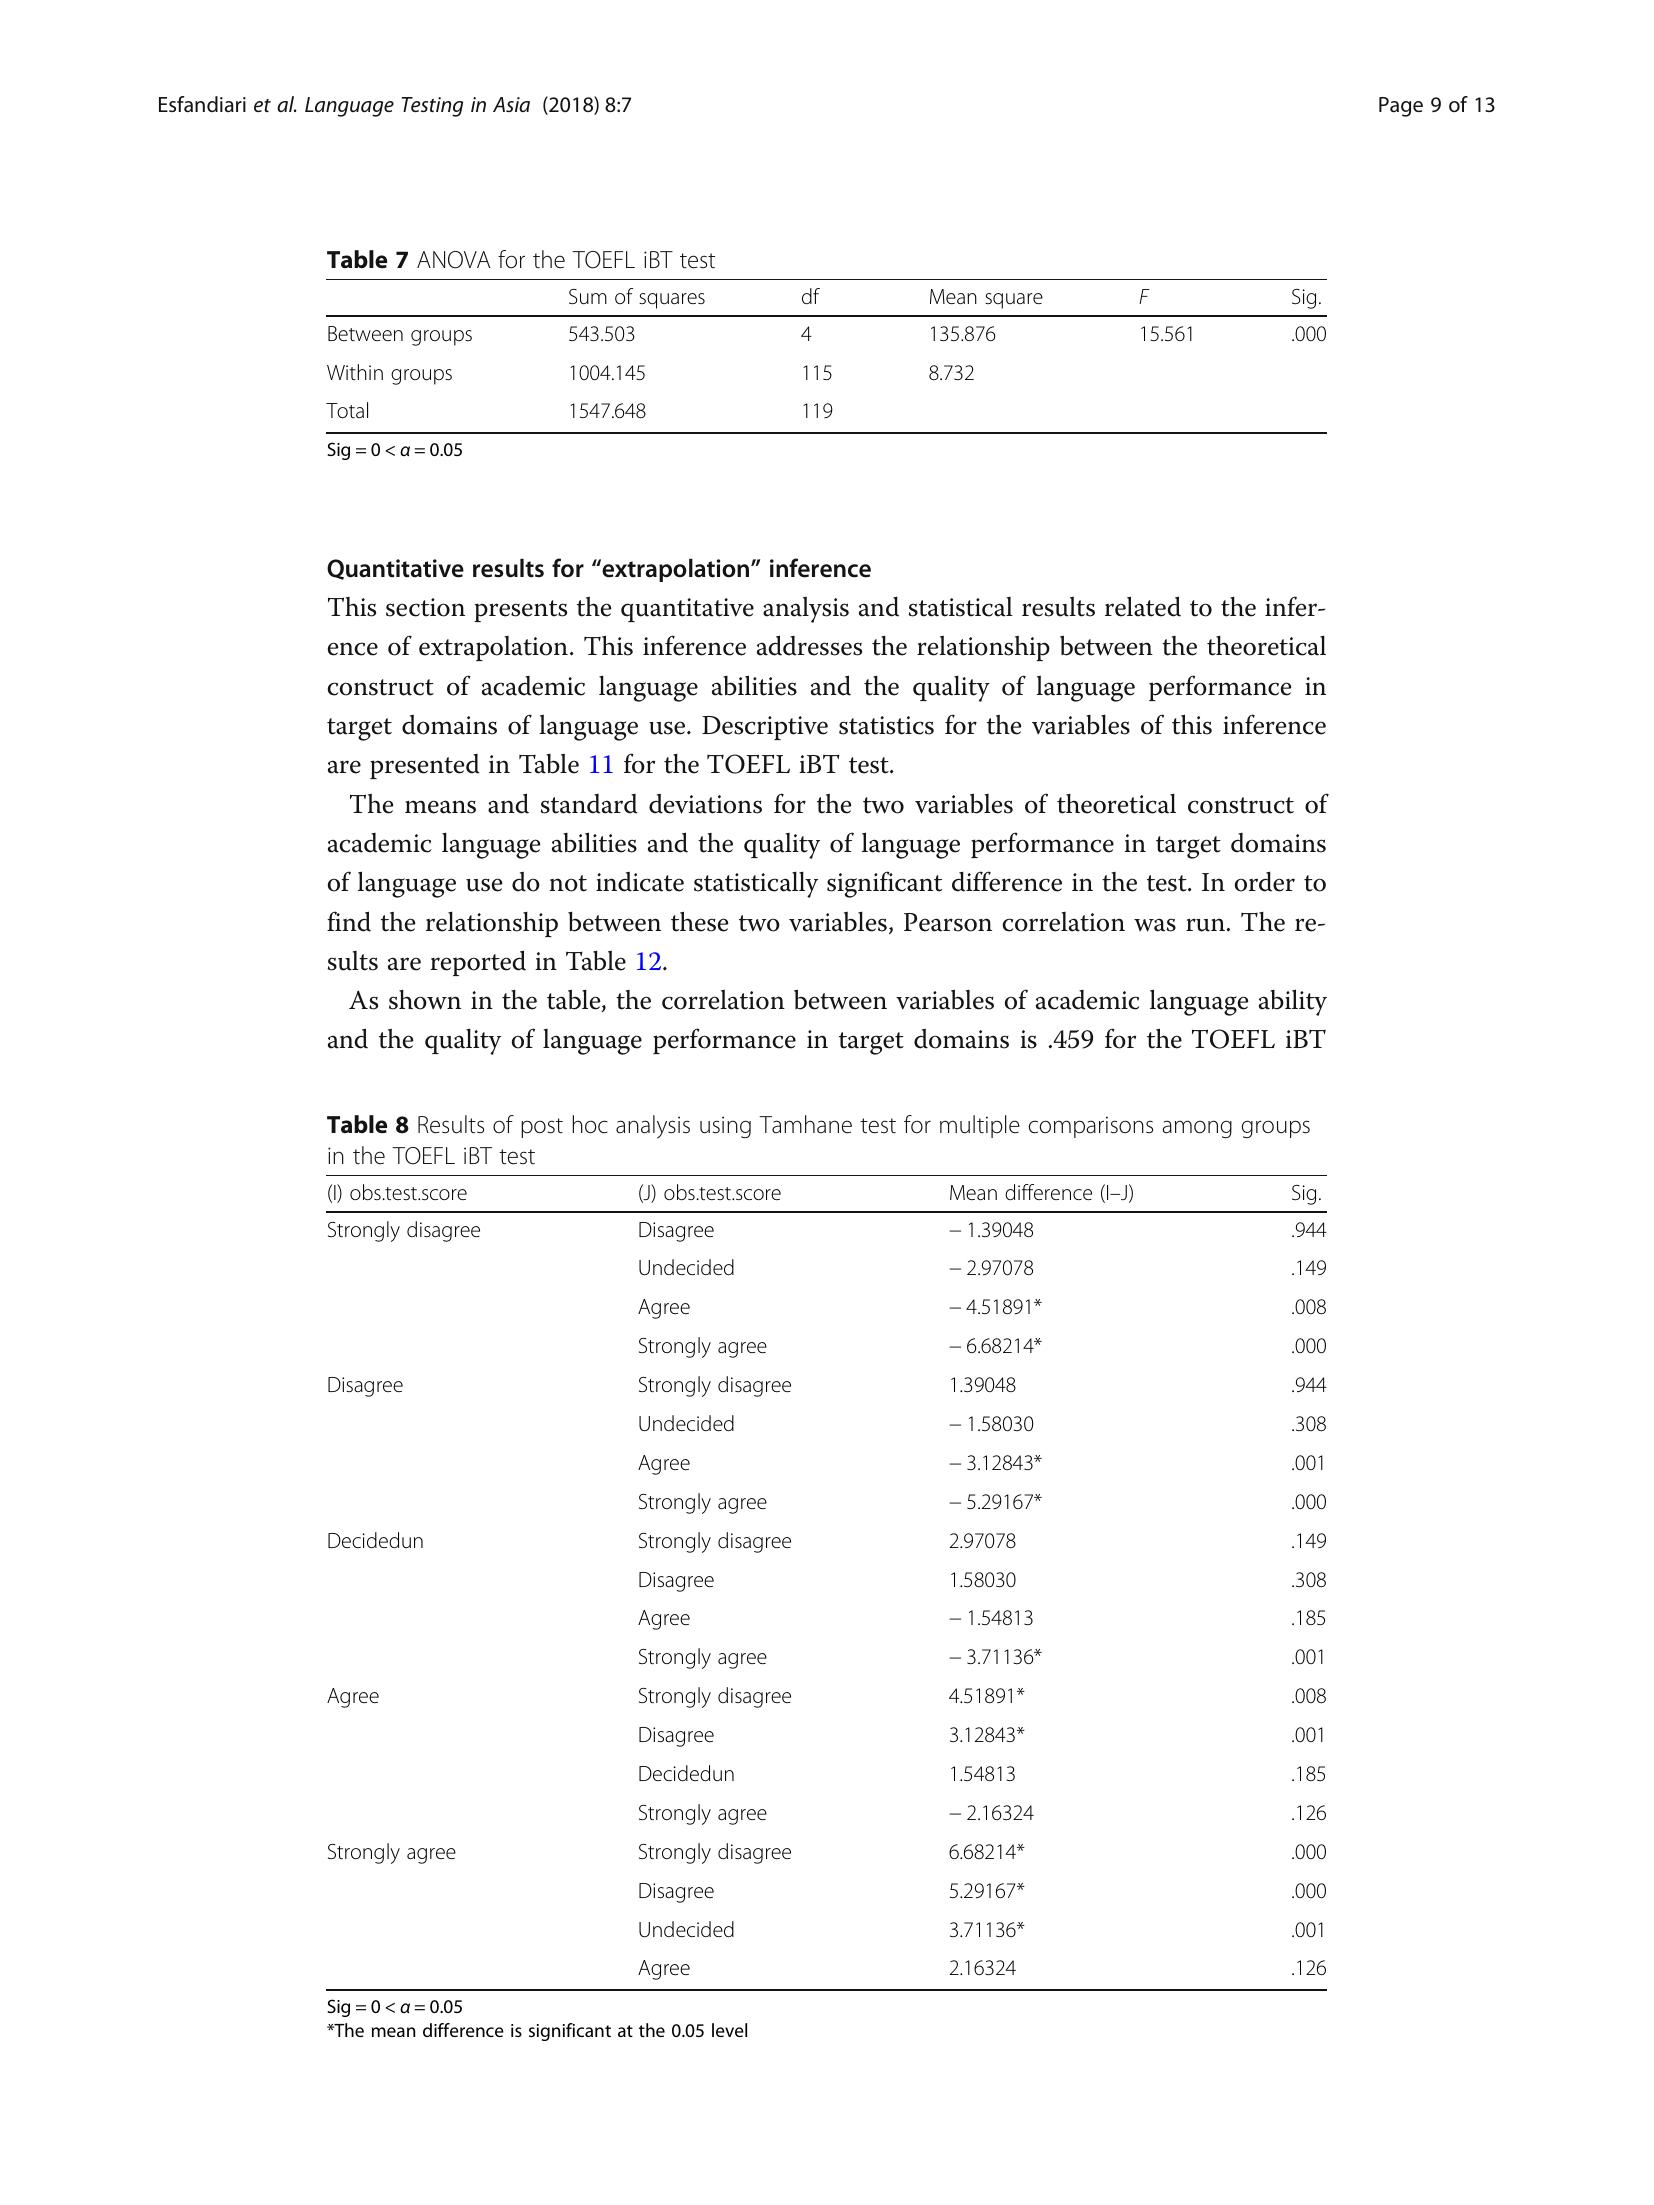 Esfandiari et al. Language Testing in Asia (2018) 8:7 Page 9 of 13
Table 7 ANOVA for the TOEFL iBT test
Sum of squares df Mean square F Sig.
Between groups 543.503 4 135.876 15.561 .000
Within groups 1004.145 115 8.732
Total 1547.648 119
Sig = 0 < α = 0.05
Quantitative results for “extrapolation” inference
This section presents the quantitative analysis and statistical results related to the infer-
ence of extrapolation. This inference addresses the relationship between the theoretical
construct of academic language abilities and the quality of language performance in
target domains of language use. Descriptive statistics for the variables of this inference
are presented in Table 11 for the TOEFL iBT test.
The means and standard deviations for the two variables of theoretical construct of
academic language abilities and the quality of language performance in target domains
of language use do not indicate statistically significant difference in the test. In order to
find the relationship between these two variables, Pearson correlation was run. The re-
sults are reported in Table 12.
As shown in the table, the correlation between variables of academic language ability
and the quality of language performance in target domains is .459 for the TOEFL iBT
Table 8 Results of post hoc analysis using Tamhane test for multiple comparisons among groups
in the TOEFL iBT test
(I) obs.test.score (J) obs.test.score Mean difference (I–J) Sig.
Strongly disagree Disagree − 1.39048 .944
Undecided − 2.97078 .149
Agree − 4.51891* .008
Strongly agree − 6.68214* .000
Disagree Strongly disagree 1.39048 .944
Undecided − 1.58030 .308
Agree − 3.12843* .001
Strongly agree − 5.29167* .000
Decidedun Strongly disagree 2.97078 .149
Disagree 1.58030 .308
Agree − 1.54813 .185
Strongly agree − 3.71136* .001
Agree Strongly disagree 4.51891* .008
Disagree 3.12843* .001
Decidedun 1.54813 .185
Strongly agree − 2.16324 .126
Strongly agree Strongly disagree 6.68214* .000
Disagree 5.29167* .000
Undecided 3.71136* .001
Agree 2.16324 .126
Sig = 0 < α = 0.05
*The mean difference is significant at the 0.05 level